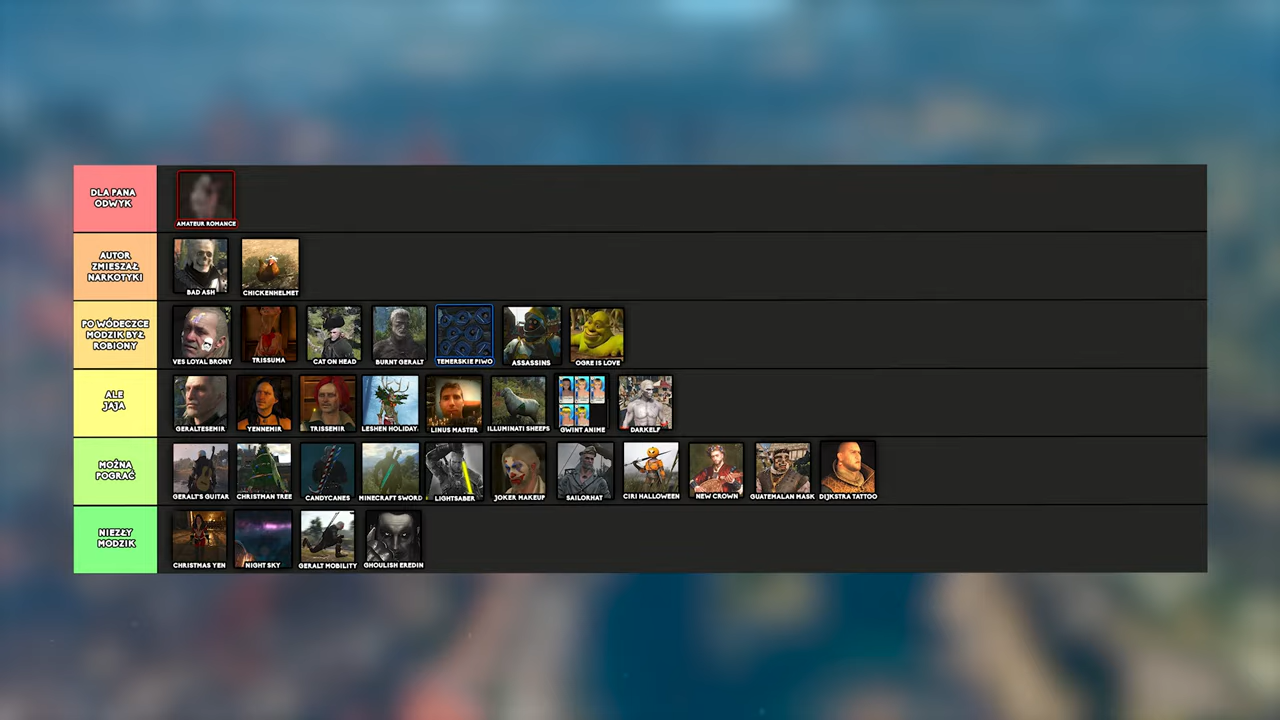 DLA PANA
ODWYK
AMATEUR ROMANCE
AUTOR
ZMIESZAŁ
NARKOTYKI
BAD ASH
CHICKENHELMET
PO WÓDECZCE
MODZIK BYŁ
ROBIONY
VES LOYAL BRONY
TRISSUMA
CAT ON HEAD
BURNT GERALT
TEMERSKIE PIWO
ASSASSINS
OGRE IS LOVE
ALE
JAJA
GERALTESEMIR
YENNEMIR
TRISSEMIR
LESHEN HOLIDAY
LINUS MASTER
ILLUMINATI SHEEFS
GWINT ANIME
DARKELF
MOŻNA
POGRAĆ
GERALT'S GUITAR
CHRISTMAN TREE
CANDYCANES
MINECRAFT SWORD
LIGHTSABER
JOKER MAKEUP
SAILORHAT
CIRI HALLOWEEN
NEW CROWN
GUATEMALAN MASK
DIJKSTRA TATTOO
NIEZŁY
MODZIK
CHRISTMAS YEN
NIGHT SKY
GERALT MOBILITY
GHOULISH EREDIN